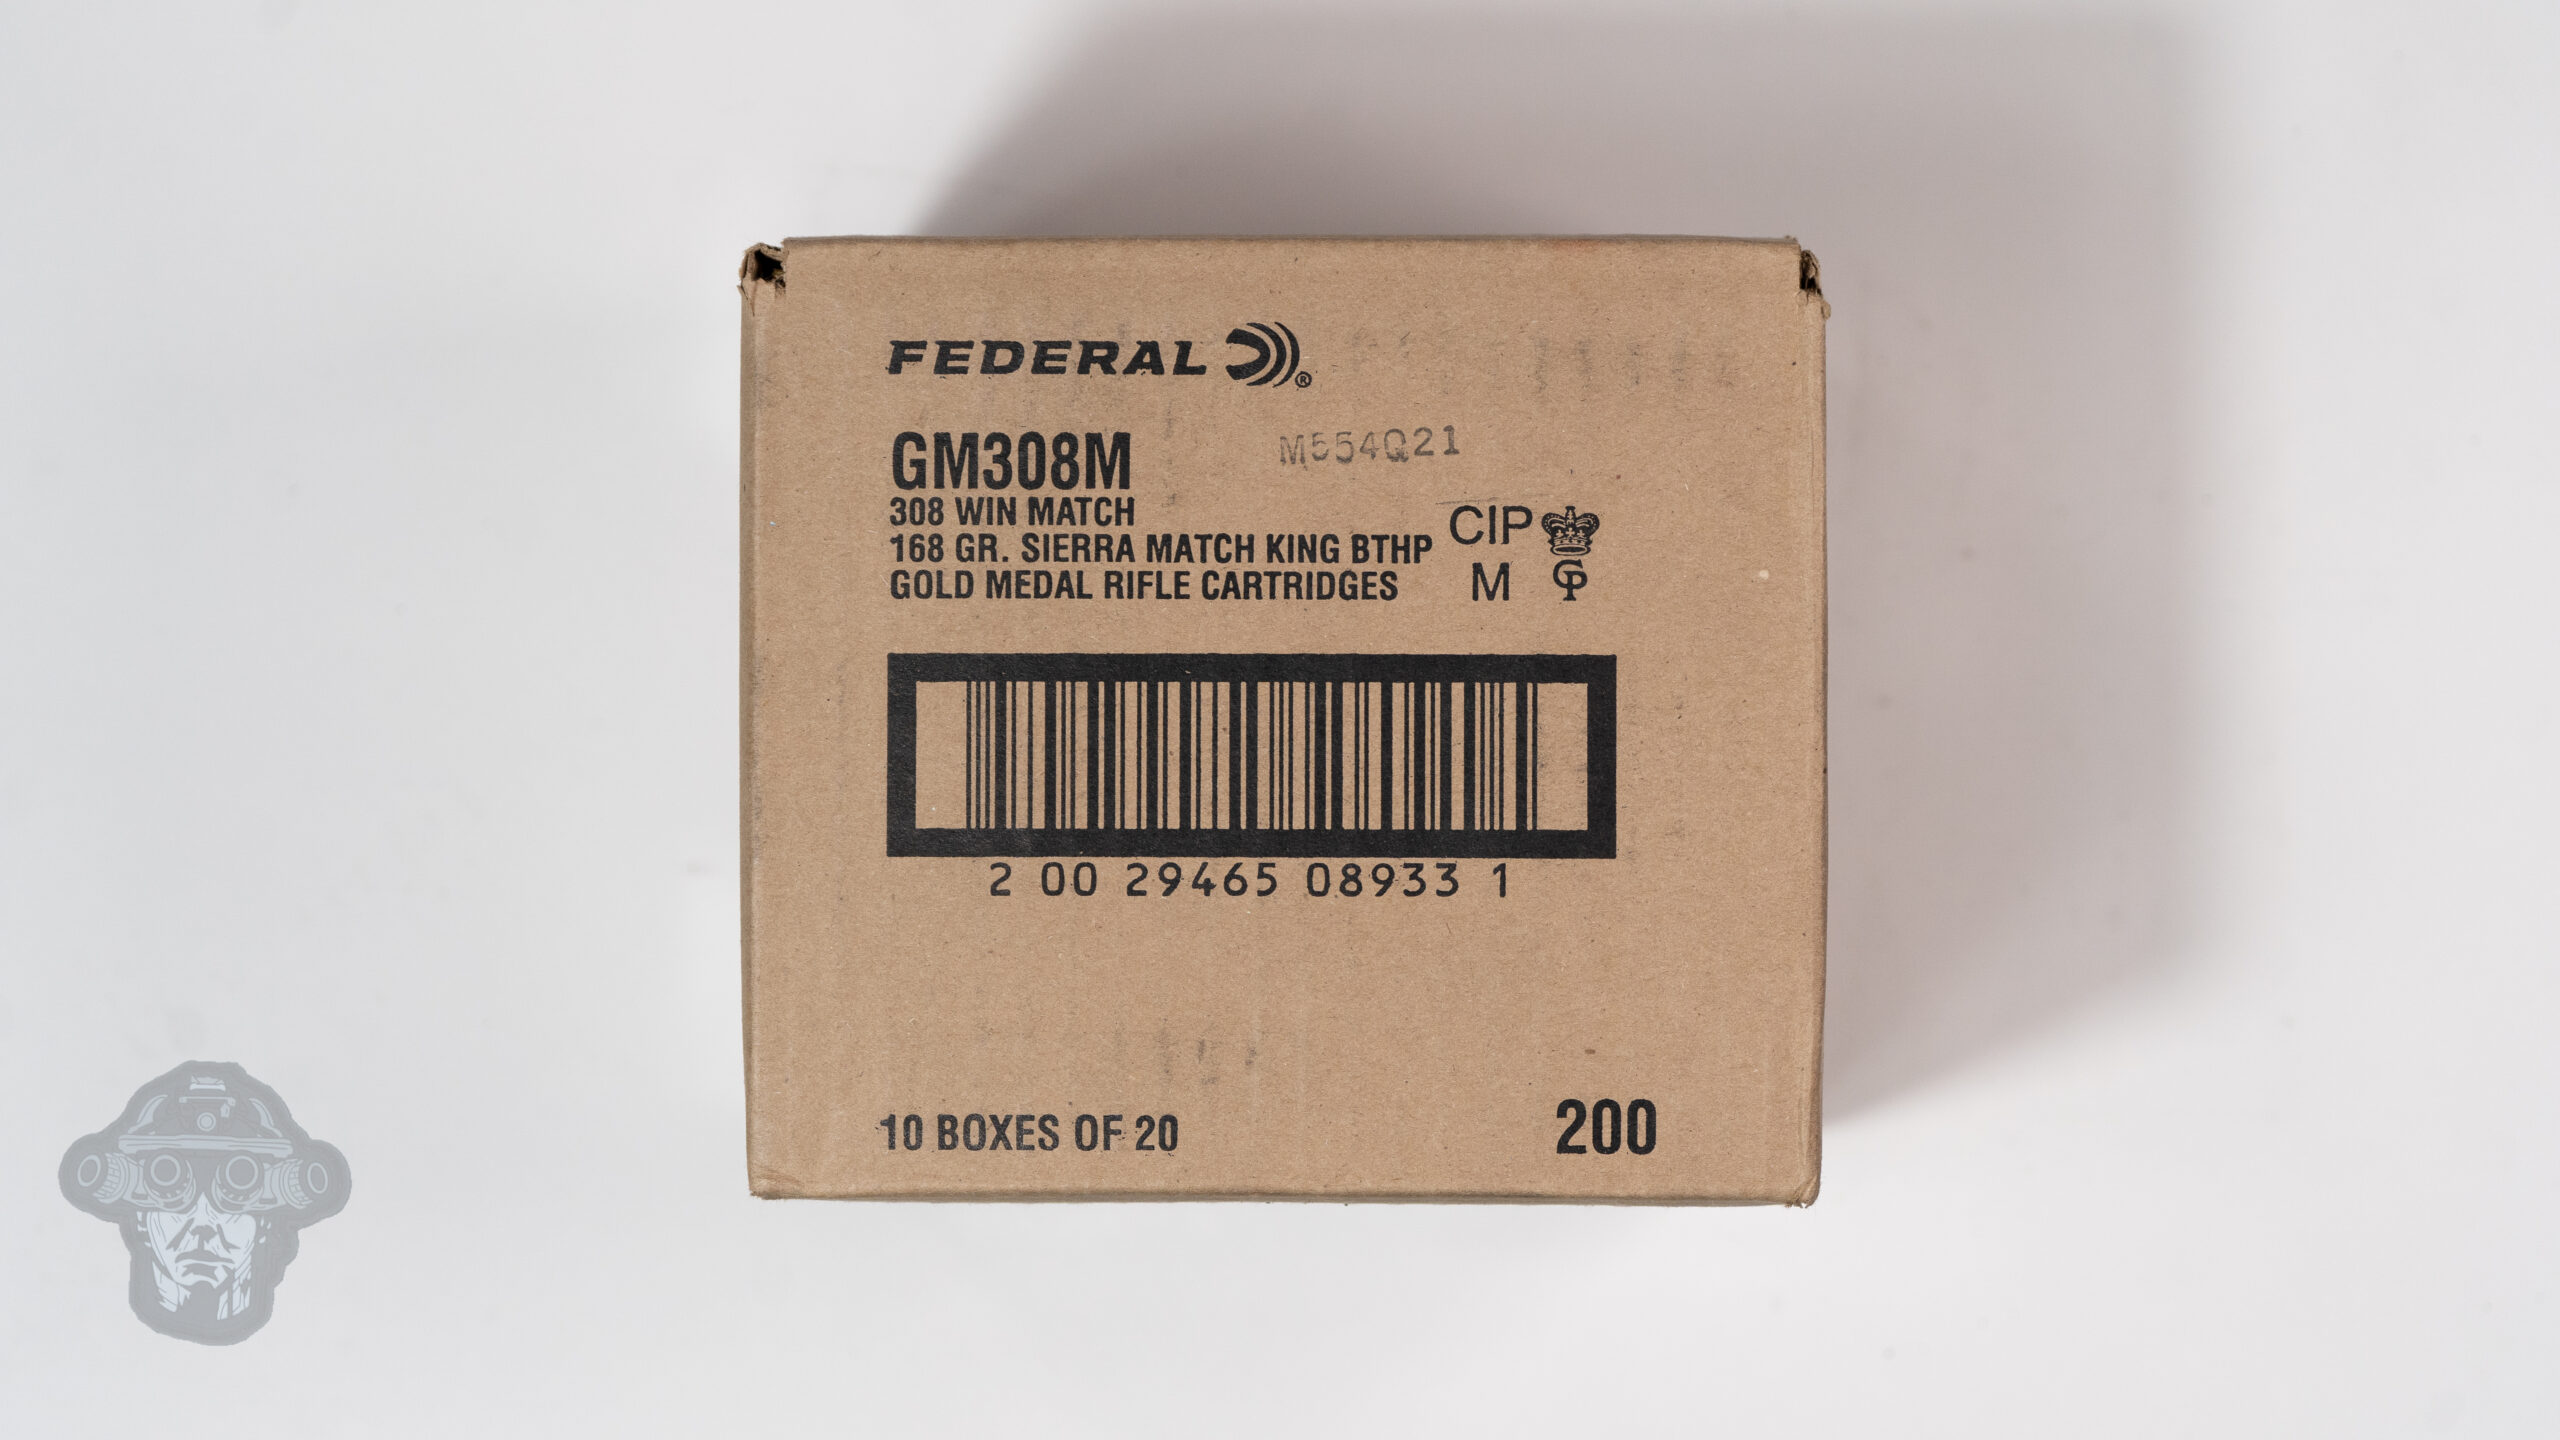 FEDERAL ®
GM308M
M554Q21
308 WIN MATCH
168 GR. SIERRA MATCH KING BTHP
GOLD MEDAL RIFLE CARTRIDGES
CIP
M GP
2 00 29465 08933 1
10 BOXES OF 20
200